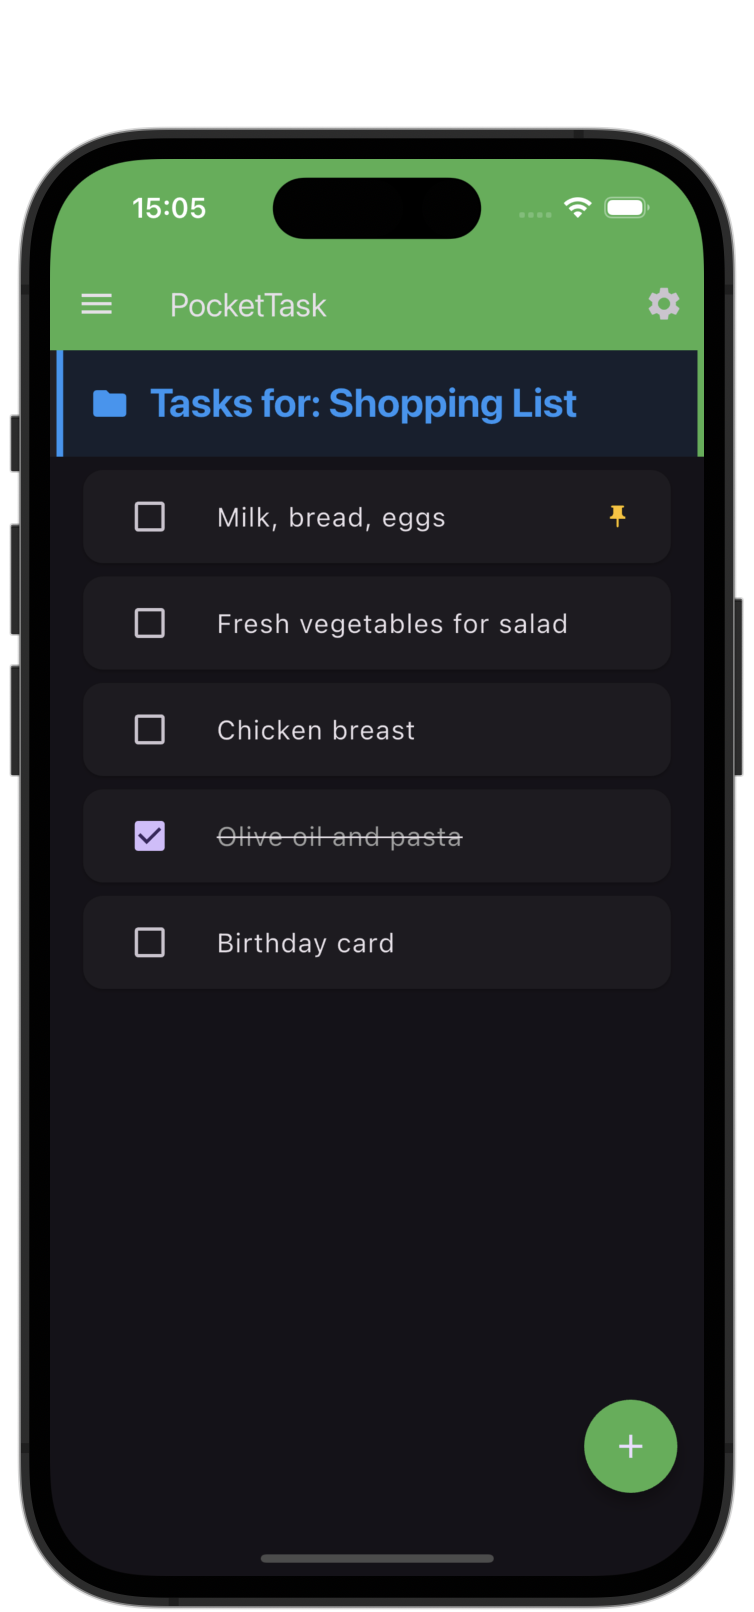 15:05
PocketTask
Tasks for: Shopping List
Milk, bread, eggs
Fresh vegetables for salad
Chicken breast
Olive oil and pasta
Birthday card